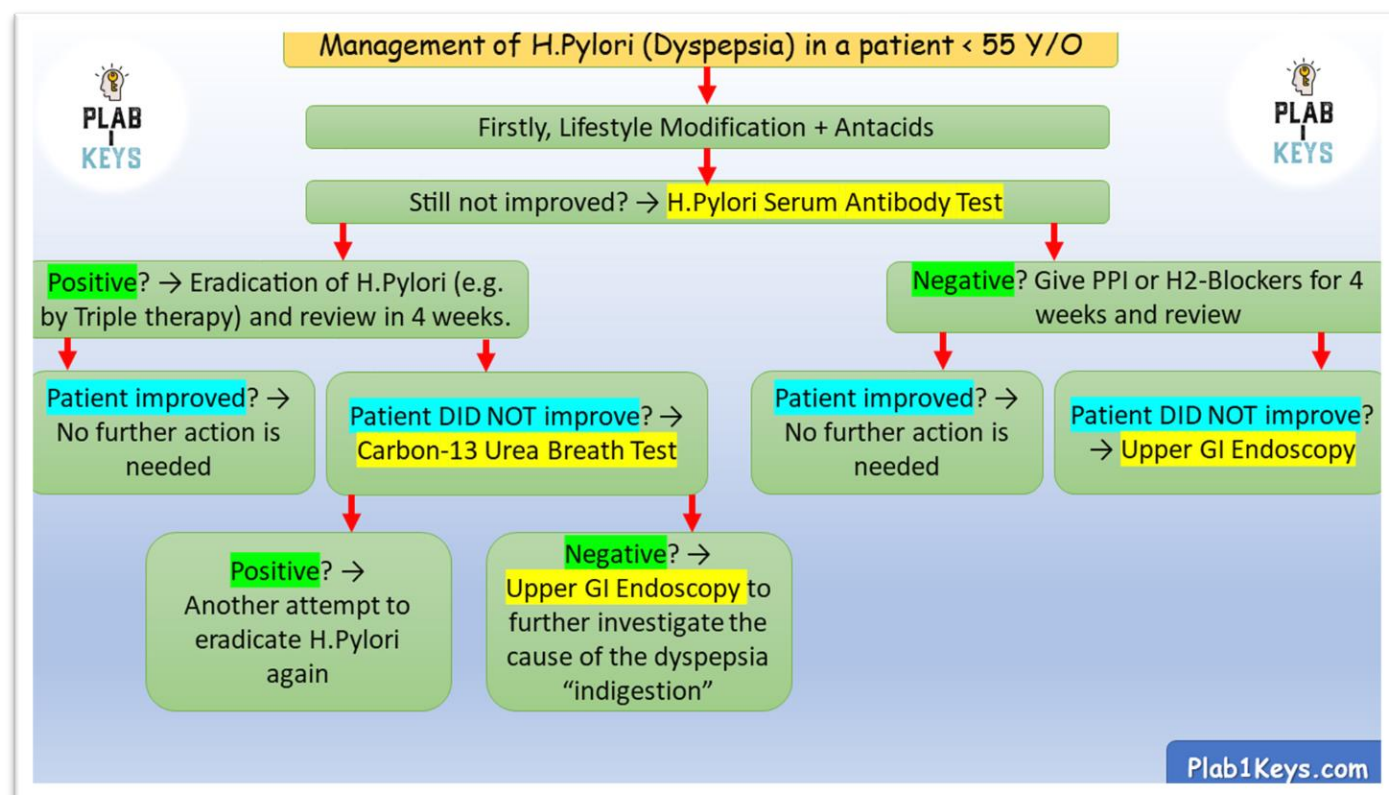 Management of H.Pylori (Dyspepsia) in a patient < 55 Y/O
PLAB
1
KEYS
PLAB
1
KEYS
Firstly, Lifestyle Modification + Antacids
Still not improved? → H.Pylori Serum Antibody Test
Positive? → Eradication of H.Pylori (e.g.
by Triple therapy) and review in 4 weeks.
Negative? Give PPI or H2-Blockers for 4
weeks and review
Patient improved? →
No further action is
needed
Patient DID NOT improve? →
Carbon-13 Urea Breath Test
Patient improved? →
No further action is
needed
Patient DID NOT improve?
→ Upper GI Endoscopy
Positive? →
Another attempt to
eradicate H.Pylori
again
Negative? →
Upper GI Endoscopy to
further investigate the
cause of the dyspepsia
“indigestion”
Plab1Keys.com